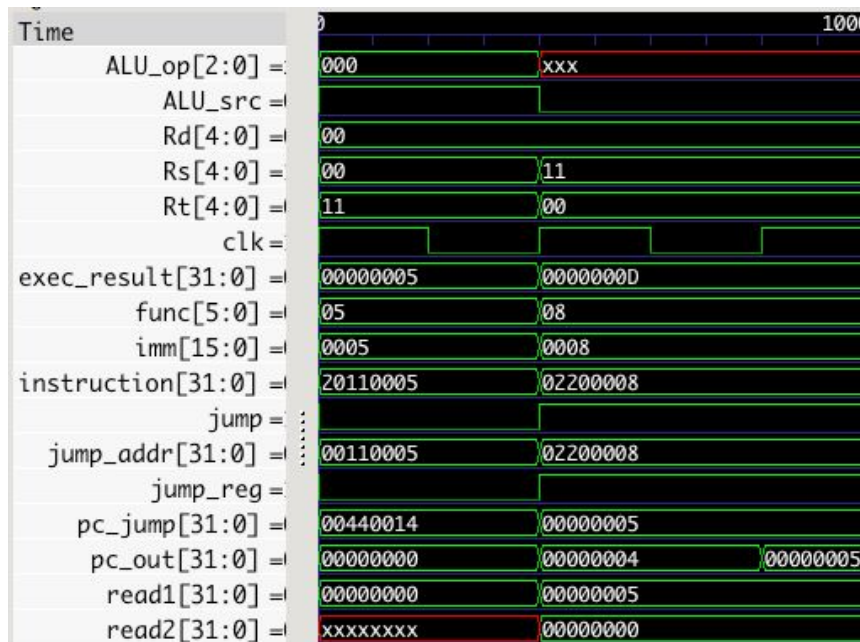 Time 0 1000
ALU_op[2:0] = 000 xxx
ALU_src =
Rd[4:0] = 00
Rs[4:0] = 00 11
Rt[4:0] = 11 00
clk =
exec_result[31:0] = 00000005 0000000D
func[5:0] = 05 08
imm[15:0] = 0005 0008
instruction[31:0] = 20110005 02200008
jump =
jump_addr[31:0] = 00110005 02200008
jump_reg =
pc_jump[31:0] = 00440014 00000005
pc_out[31:0] = 00000000 00000004 00000005
read1[31:0] = 00000000 00000005
read2[31:0] = xxxxxxxx 00000000